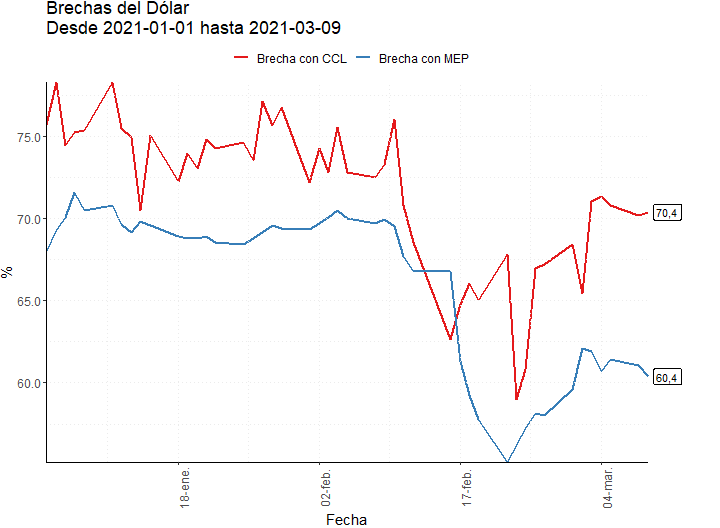 Brechas del Dólar
Desde 2021-01-01 hasta 2021-03-09
Brecha con CCL
Brecha con MEP
75.0
70.0
65.0
60.0
%
70,4
60,4
18-ene.
02-feb.
17-feb.
04-mar.
Fecha